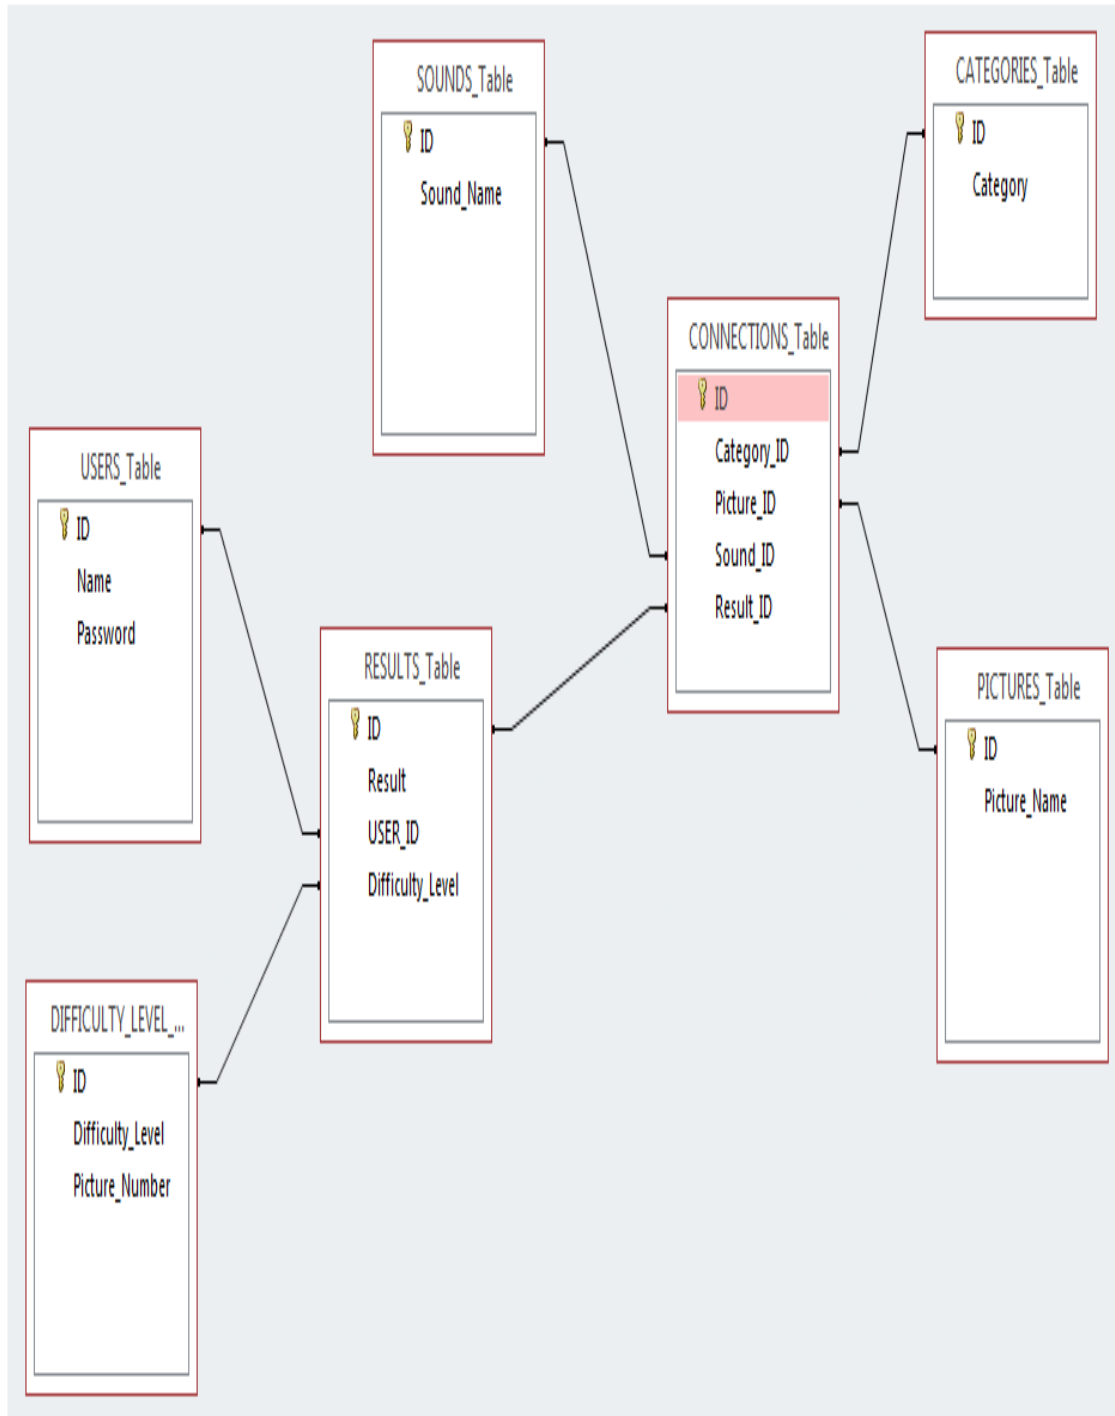 SOUNDS_Table
ID
Sound_Name
CATEGORIES_Table
ID
Category
CONNECTIONS_Table
ID
Category_ID
Picture_ID
Sound_ID
Result_ID
USERS_Table
ID
Name
Password
RESULTS_Table
ID
Result
USER_ID
Difficulty_Level
PICTURES_Table
ID
Picture_Name
DIFFICULTY_LEVEL_...
ID
Difficulty_Level
Picture_Number